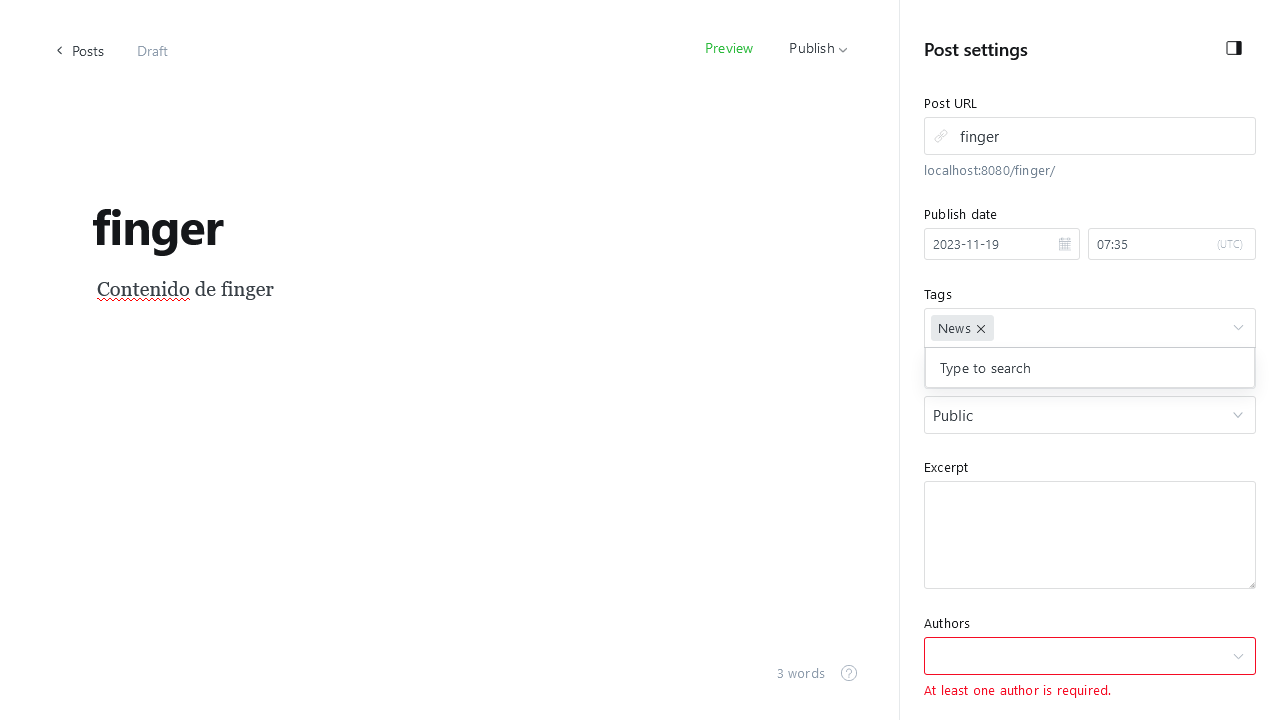 Posts
Draft
Preview
Publish
finger
Contenido de finger
3 words
Post settings
Post URL
finger
localhost:8080/finger/
Publish date
2023-11-19
07:35
(UTC)
Tags
News
Type to search
Public
Excerpt
Authors
At least one author is required.